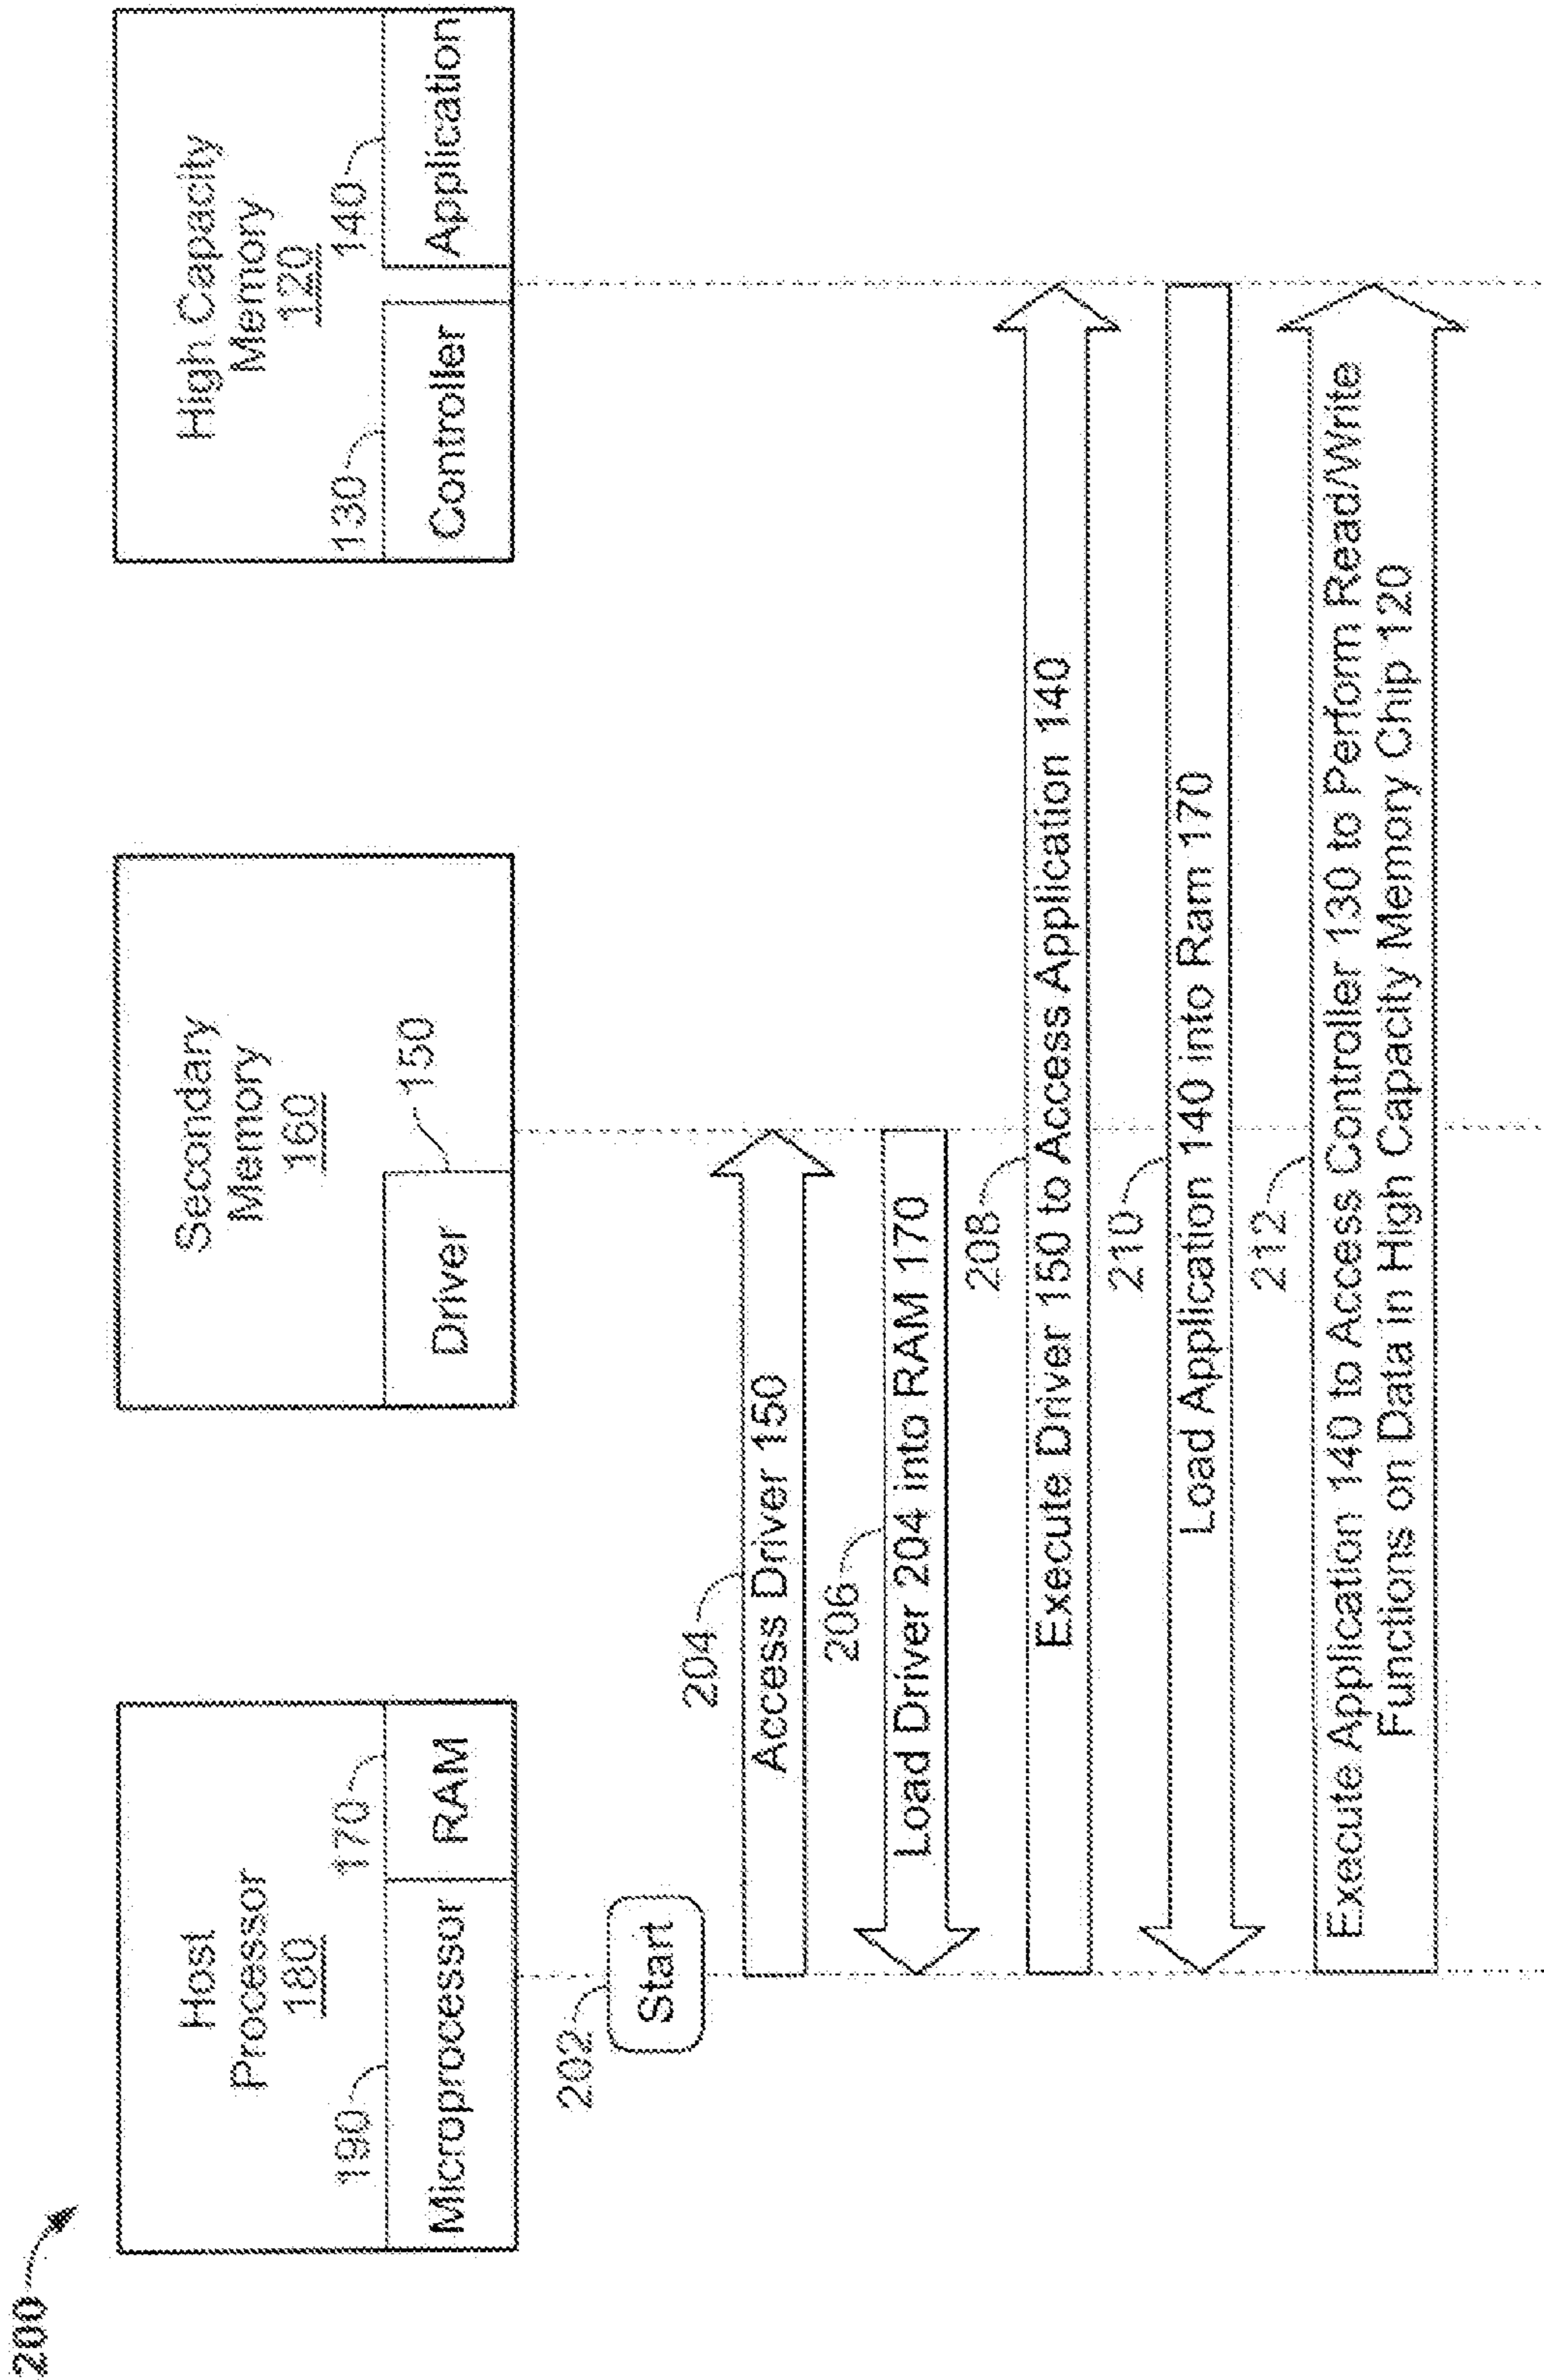 200
Host
Processor
180
190
170
Microprocessor
RAM
Secondary
Memory
160
150
Driver
High Capacity
Memory
120
130
140
Controller
Application
202
Start
204
Access Driver 150
206
Load Driver 204 into RAM 170
208
Execute Driver 150 to Access Application 140
210
Load Application 140 into Ram 170
212
Execute Application 140 to Access Controller 130 to Perform Read/Write
Functions on Data in High Capacity Memory Chip 120